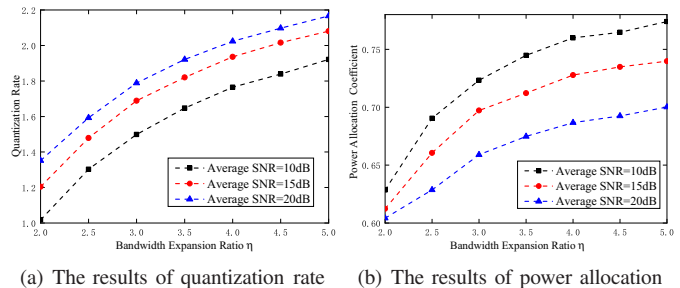 2.2
2.0
1.8
1.6
1.4
1.2
1.0
Quantization Rate
Average SNR=10dB
Average SNR=15dB
Average SNR=20dB
2.0 2.5 3.0 3.5 4.0 4.5 5.0
Bandwidth Expansion Ratio η
(a) The results of quantization rate
0.75
0.70
0.65
0.60
Power Allocation Coefficient
Average SNR=10dB
Average SNR=15dB
Average SNR=20dB
2.0 2.5 3.0 3.5 4.0 4.5 5.0
Bandwidth Expansion Ratio η
(b) The results of power allocation